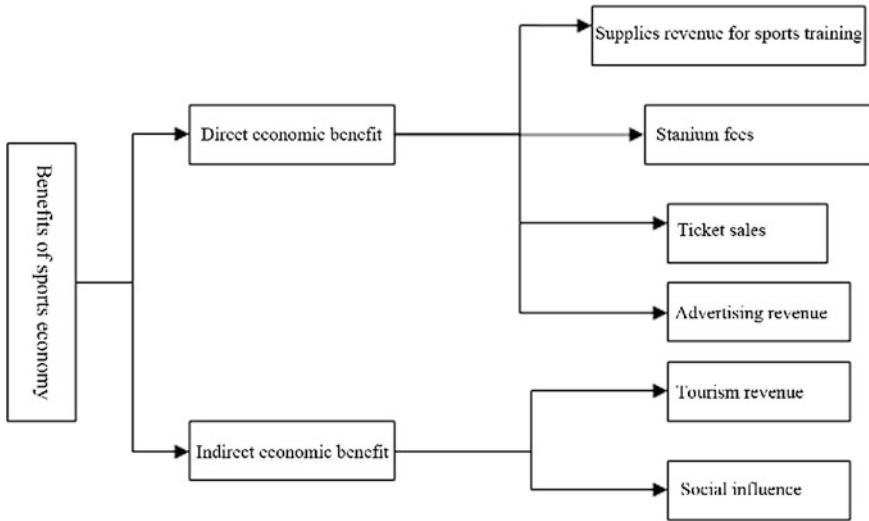 Supplies revenue for sports training
Direct economic benefit
Stanium fees
Benefits of sports economy
Ticket sales
Advertising revenue
Tourism revenue
Indirect economic benefit
Social influence